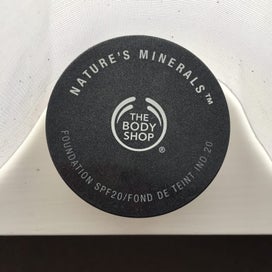 NATURE'S MINERALS™
THE
BODY
SHOP
®
FOUNDATION SPF20/FOND DE TEINT IND.20